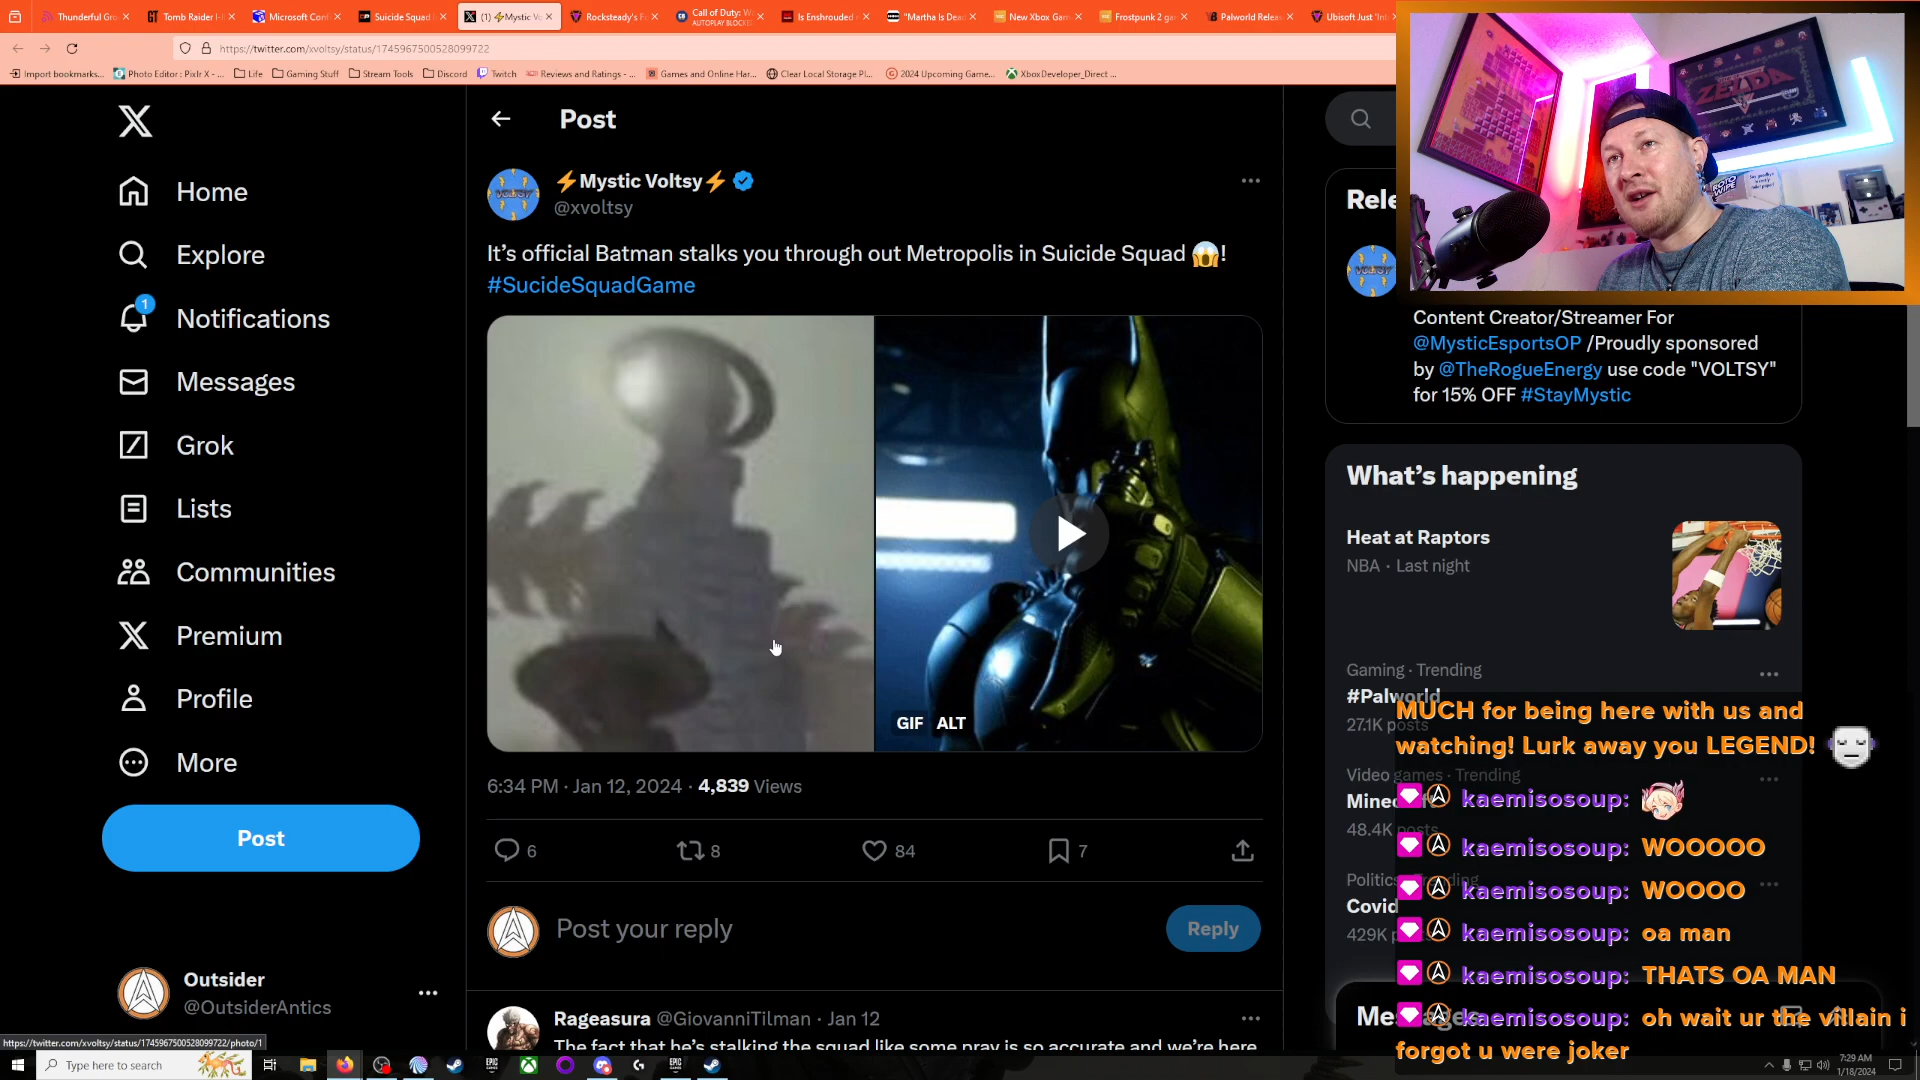 Thunderful Gro
Tomb Raider I-I
Microsoft Conf
Suicide Squad
(1) ⚡Mystic Vo
Rocksteady's F
Call of Duty: W
AUTOPLAY BLOCKED
Is Enshrouded
"Martha Is Dea
New Xbox Gam
Frostpunk 2 ga
Palworld Relea
Ubisoft Just 'Int
https://twitter.com/xvoltsy/status/1745967500528099722
Import bookmarks...
Photo Editor : Pixlr X - ...
Life
Gaming Stuff
Stream Tools
Discord
Twitch
Reviews and Ratings - ...
Games and Online Har...
Clear Local Storage Pl...
2024 Upcoming Game...
XboxDeveloper_Direct ...
Home
Explore
1
Notifications
Messages
Grok
Lists
Communities
Premium
Profile
More
Post
Outsider
@OutsiderAntics
https://twitter.com/xvoltsy/status/1745967500528099722/photo/1
Post
⚡Mystic Voltsy⚡
@xvoltsy
It's official Batman stalks you through out Metropolis in Suicide Squad 😱!
#SucideSquadGame
GIF ALT
6:34 PM · Jan 12, 2024 · 4,839 Views
6
8
84
7
Post your reply
Reply
Rageasura @GiovanniTilman · Jan 12
The fact that he's stalking the squad like some pray is so accurate and we're here
Rele
ZELDA
Content Creator/Streamer For
@MysticEsportsOP /Proudly sponsored
by @TheRogueEnergy use code "VOLTSY"
for 15% OFF #StayMystic
What's happening
Heat at Raptors
NBA · Last night
Gaming · Trending
#Palworld
27.1K posts
Video games · Trending
Mine
48.4K posts
Politics · Trending
Covid
429K
MUCH for being here with us and
watching! Lurk away you LEGEND!
kaemisosoup:
kaemisosoup: WOOOOO
kaemisosoup: WOOOO
kaemisosoup: oa man
kaemisosoup: THATS OA MAN
Messages
kaemisosoup: oh wait ur the villain i
forgot u were joker
Type here to search
7:29 AM
1/18/2024